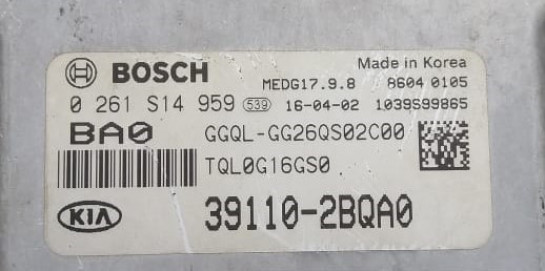 BOSCH Made in Korea
MEDG17.9.8 8604 0105
0 261 S14 959 539 16-04-02 1039S99865
BA0 GGQL-GG26QS02C00
TQL0G16GS0
KIA 39110-2BQA0